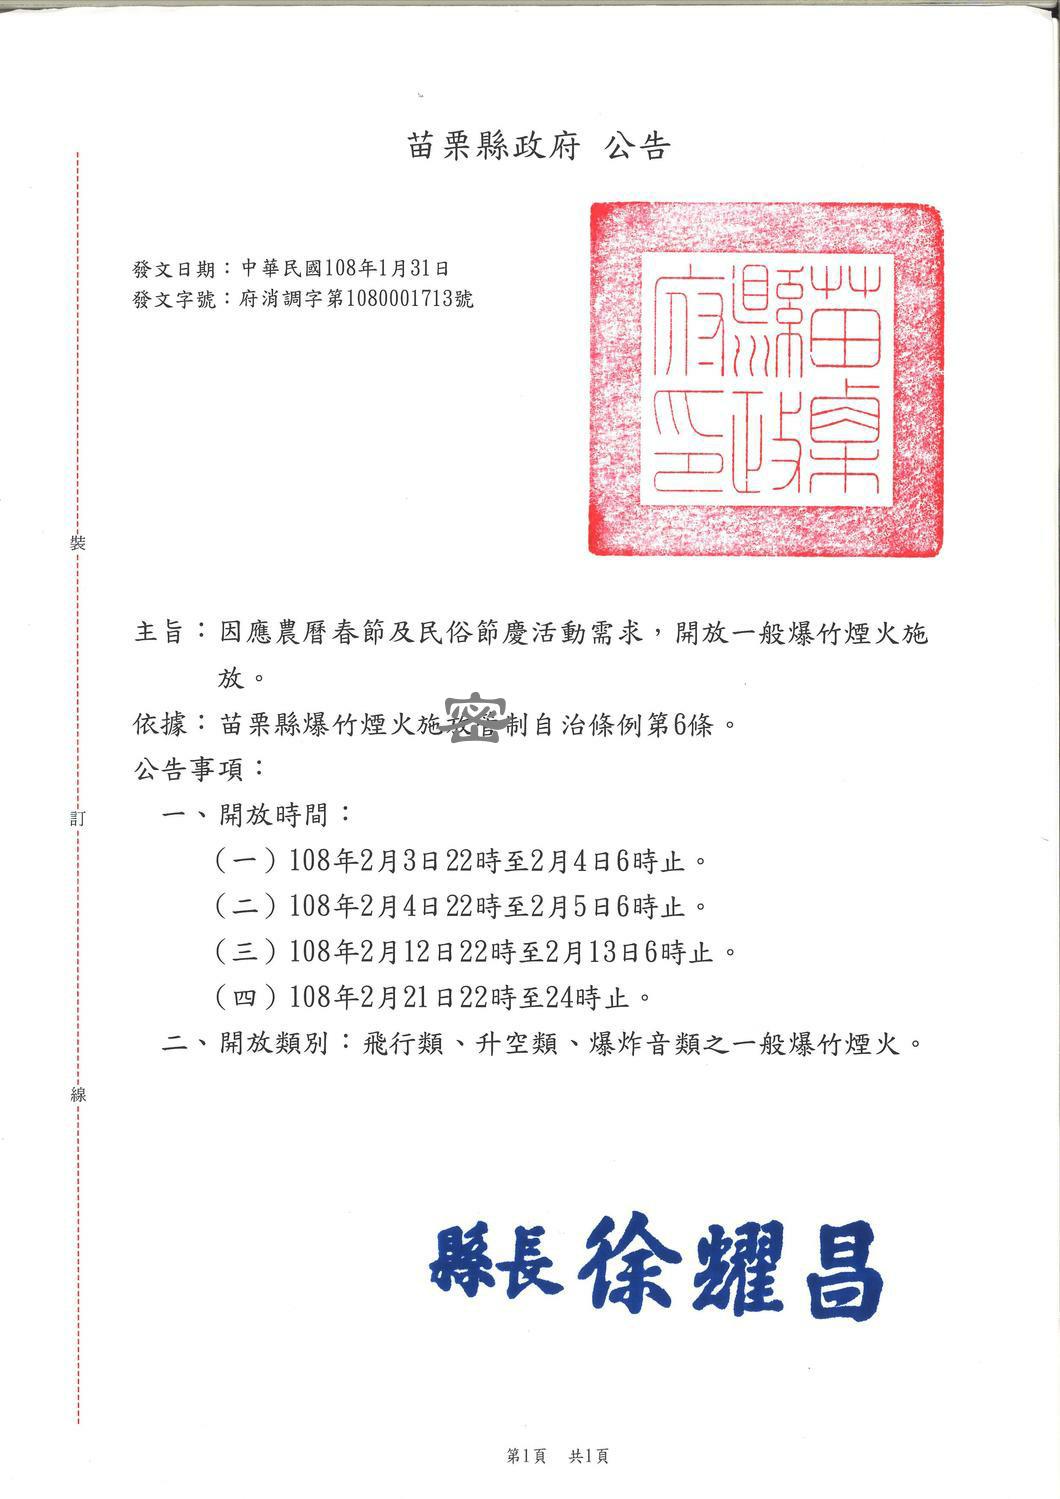 苗栗縣政府 公告
發文日期：中華民國108年1月31日
發文字號：府消調字第1080001713號
苗栗縣政府印
主旨：因應農曆春節及民俗節慶活動需求，開放一般爆竹煙火施
放。
依據：苗栗縣爆竹煙火施放管制自治條例第6條。
密
公告事項：
一、開放時間：
（一）108年2月3日22時至2月4日6時止。
（二）108年2月4日22時至2月5日6時止。
（三）108年2月12日22時至2月13日6時止。
（四）108年2月21日22時至24時止。
二、開放類別：飛行類、升空類、爆炸音類之一般爆竹煙火。
縣長徐耀昌
第1頁 共1頁
裝
訂
線